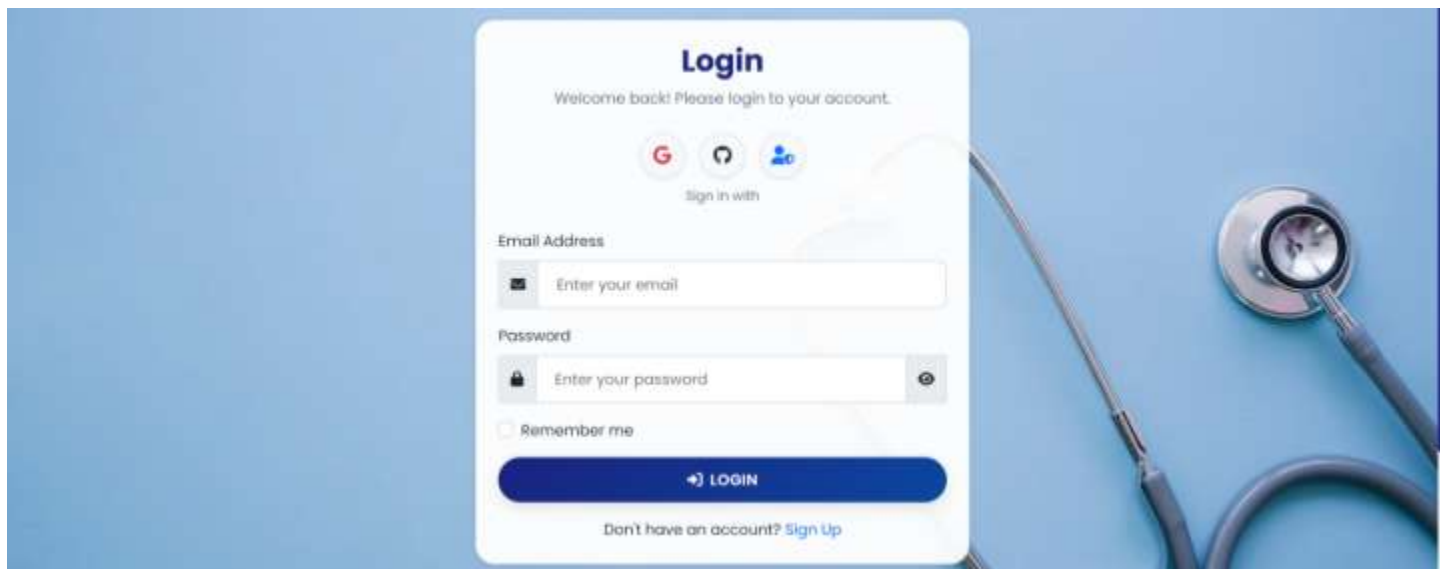 Login
Welcome back! Please login to your account.
G
Sign in with
Email Address
Enter your email
Password
Enter your password
Remember me
LOGIN
Don't have an account? Sign Up